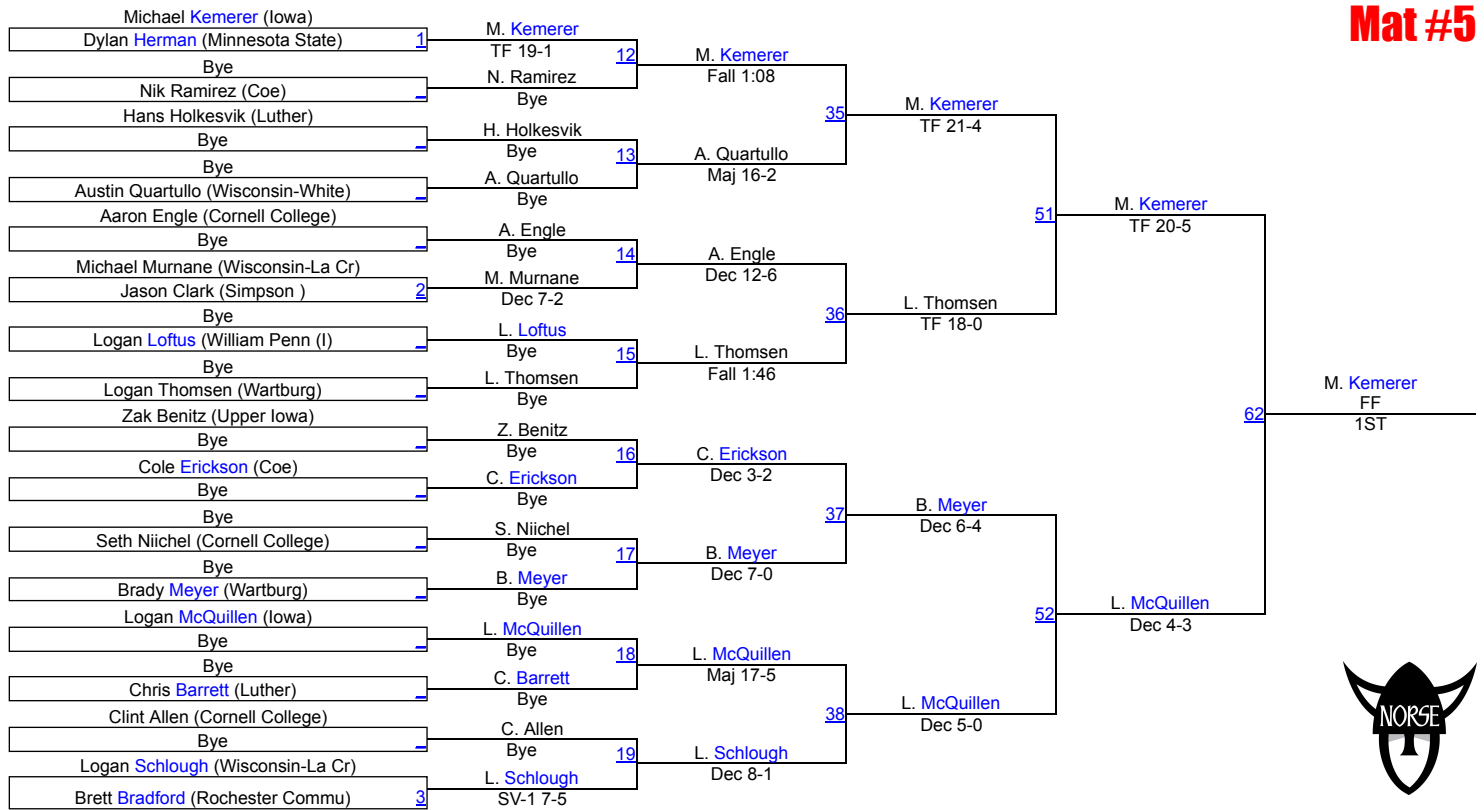 Mat #5
Michael Kemerer (Iowa)
Dylan Herman (Minnesota State)
1
Bye
Nik Ramirez (Coe)
Hans Holkesvik (Luther)
Bye
Bye
Austin Quartullo (Wisconsin-White)
Aaron Engle (Cornell College)
Bye
Michael Murnane (Wisconsin-La Cr)
Jason Clark (Simpson )
2
Bye
Logan Loftus (William Penn (I)
Bye
Logan Thomsen (Wartburg)
Zak Benitz (Upper Iowa)
Bye
Cole Erickson (Coe)
Bye
Bye
Seth Niichel (Cornell College)
Bye
Brady Meyer (Wartburg)
Logan McQuillen (Iowa)
Bye
Bye
Chris Barrett (Luther)
Clint Allen (Cornell College)
Bye
Logan Schlough (Wisconsin-La Cr)
Brett Bradford (Rochester Commu)
3
M. Kemerer
TF 19-1
12
N. Ramirez
Bye
H. Holkesvik
Bye
13
A. Quartullo
Bye
A. Engle
Bye
14
M. Murnane
Dec 7-2
L. Loftus
Bye
15
L. Thomsen
Bye
Z. Benitz
Bye
16
C. Erickson
Bye
S. Niichel
Bye
17
B. Meyer
Bye
L. McQuillen
Bye
18
C. Barrett
Bye
C. Allen
Bye
19
L. Schlough
SV-1 7-5
M. Kemerer
Fall 1:08
35
A. Quartullo
Maj 16-2
A. Engle
Dec 12-6
36
L. Thomsen
Fall 1:46
C. Erickson
Dec 3-2
37
B. Meyer
Dec 7-0
L. McQuillen
Maj 17-5
38
L. Schlough
Dec 8-1
M. Kemerer
TF 21-4
51
L. Thomsen
TF 18-0
B. Meyer
Dec 6-4
52
L. McQuillen
Dec 5-0
M. Kemerer
TF 20-5
62
L. McQuillen
Dec 4-3
M. Kemerer
FF
1ST
NORSE